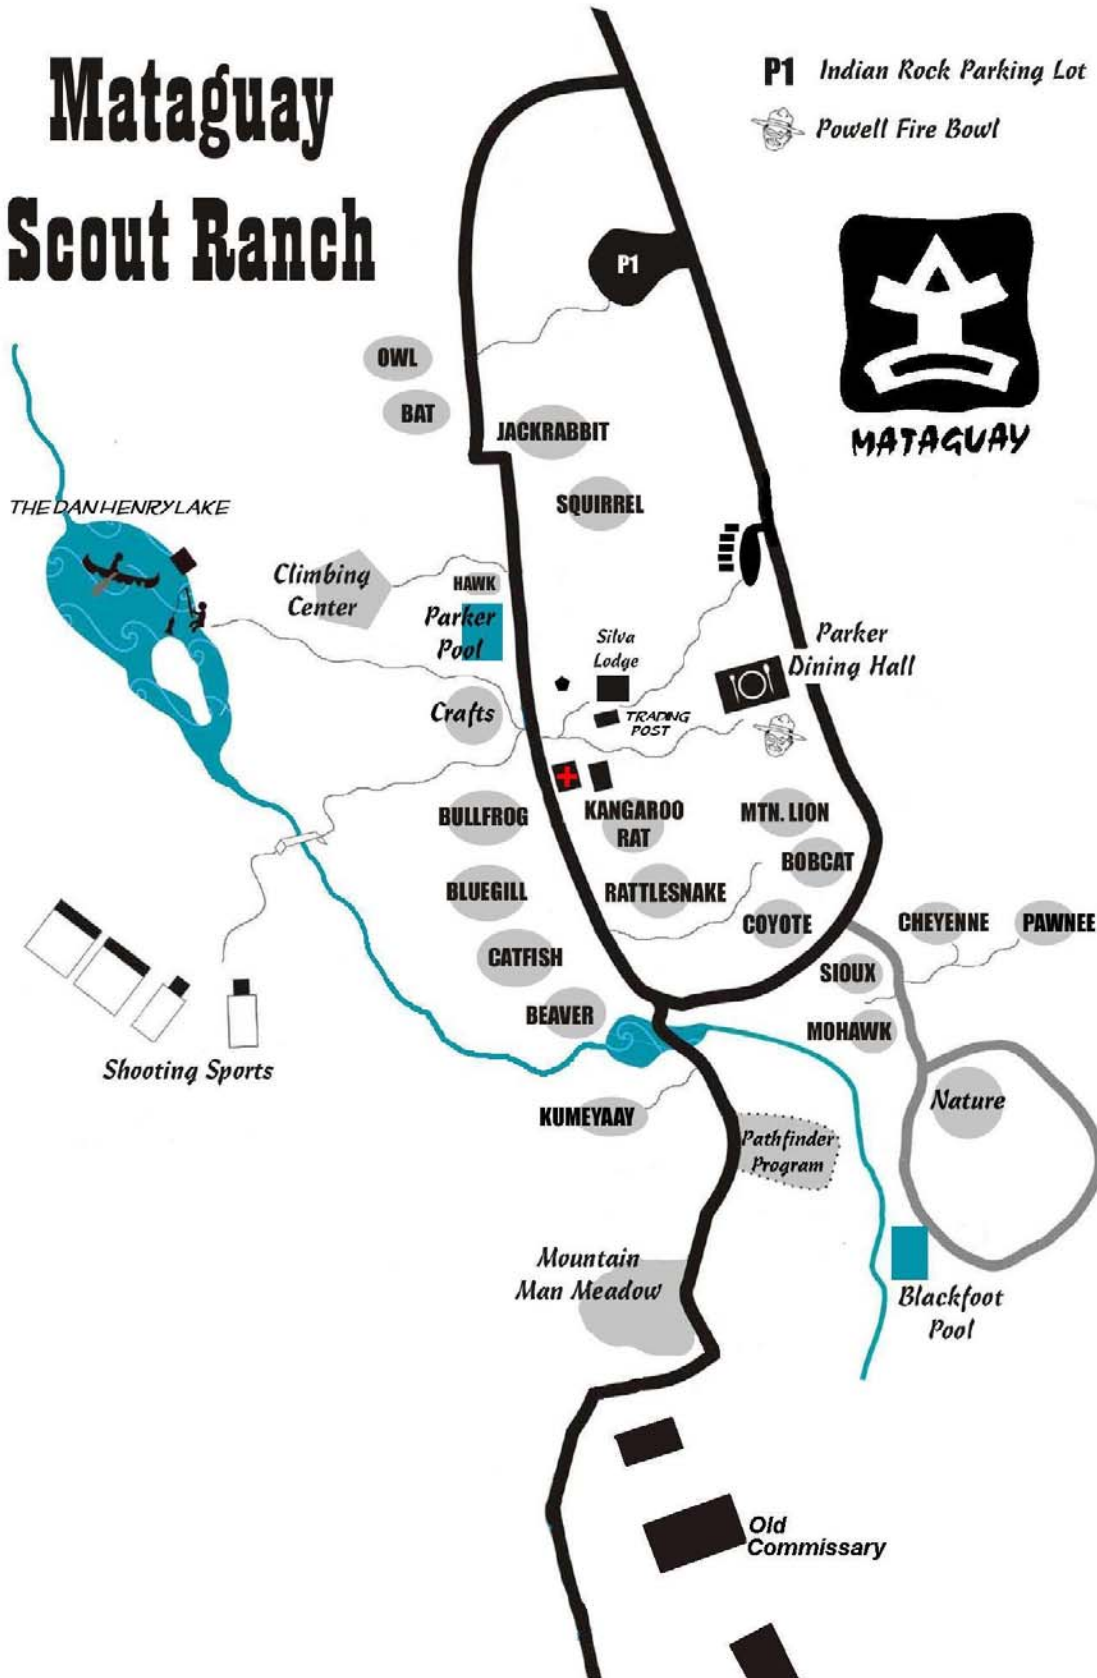 Mataguay
Scout Ranch
P1 Indian Rock Parking Lot
Powell Fire Bowl
MATAGUAY
P1
OWL
BAT
JACKRABBIT
SQUIRREL
THE DAN HENRY LAKE
Climbing
Center
HAWK
Parker
Pool
Silva
Lodge
Parker
Dining Hall
Crafts
TRADING
POST
BULLFROG
KANGAROO
RAT
MTN. LION
BOBCAT
BLUEGILL
RATTLESNAKE
COYOTE
CHEYENNE
PAWNEE
CATFISH
SIOUX
BEAVER
MOHAWK
Shooting Sports
KUMEYAAY
Nature
Pathfinder
Program
Mountain
Man Meadow
Blackfoot
Pool
Old
Commissary